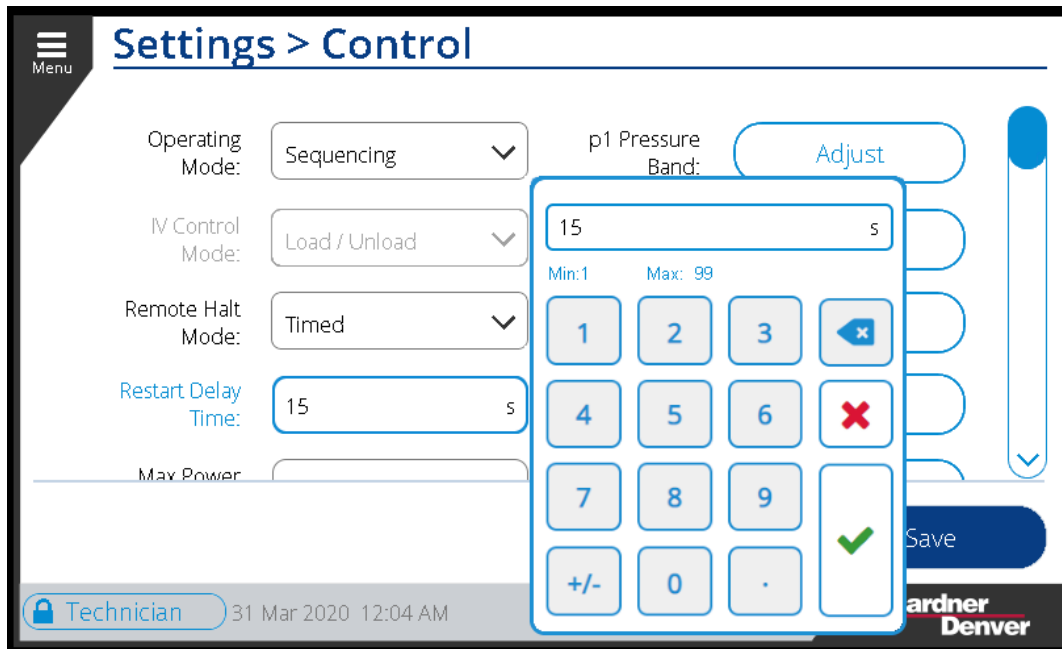 Menu
Settings > Control
Operating
Mode:
Sequencing
p1 Pressure
Band:
Adjust
IV Control
Mode:
Load / Unload
Remote Halt
Mode:
Timed
Restart Delay
Time:
15 s
Max Power
15 s
Min:1 Max: 99
1 2 3
4 5 6
7 8 9
+/- 0 .
Save
Technician
31 Mar 2020 12:04 AM
ardner
Denver